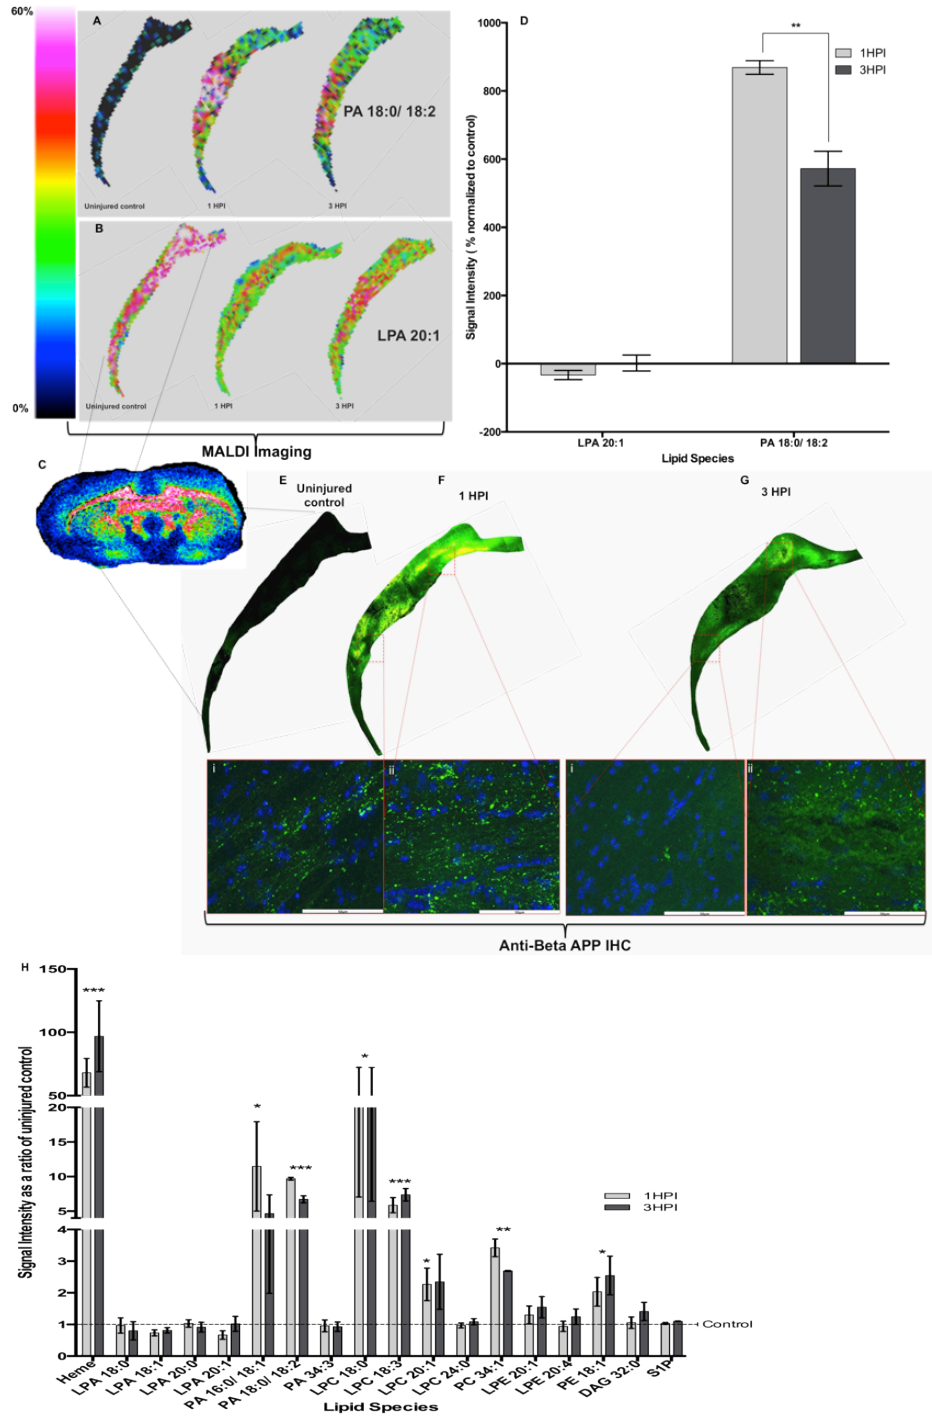 60%
0%
A
PA 18:0/ 18:2
Uninjured control
1 HPI
3 HPI
B
LPA 20:1
Uninjured control
1 HPI
3 HPI
MALDI Imaging
D
Signal Intensity ( % normalized to control)
1000
800
600
400
200
0
-200
**
1HPI
3HPI
LPA 20:1
PA 18:0/ 18:2
Lipid Species
C
E
Uninjured
control
F
1 HPI
G
3 HPI
i
ii
i
ii
Anti-Beta APP IHC
H
Signal Intensity as a ratio of uninjured control
150
100
50
20
15
10
5
4
3
2
1
0
***
*
***
*
***
*
**
*
1HPI
3HPI
Control
Heme
LPA 18:0
LPA 18:1
LPA 20:0
LPA 20:1
PA 16:0/ 18:1
PA 18:0/ 18:2
PA 34:3
LPC 18:0
LPC 18:3
LPC 20:1
LPC 24:0
PC 34:1
LPE 20:1
LPE 20:4
PE 18:1
DAG 32:0
S1P
Lipid Species